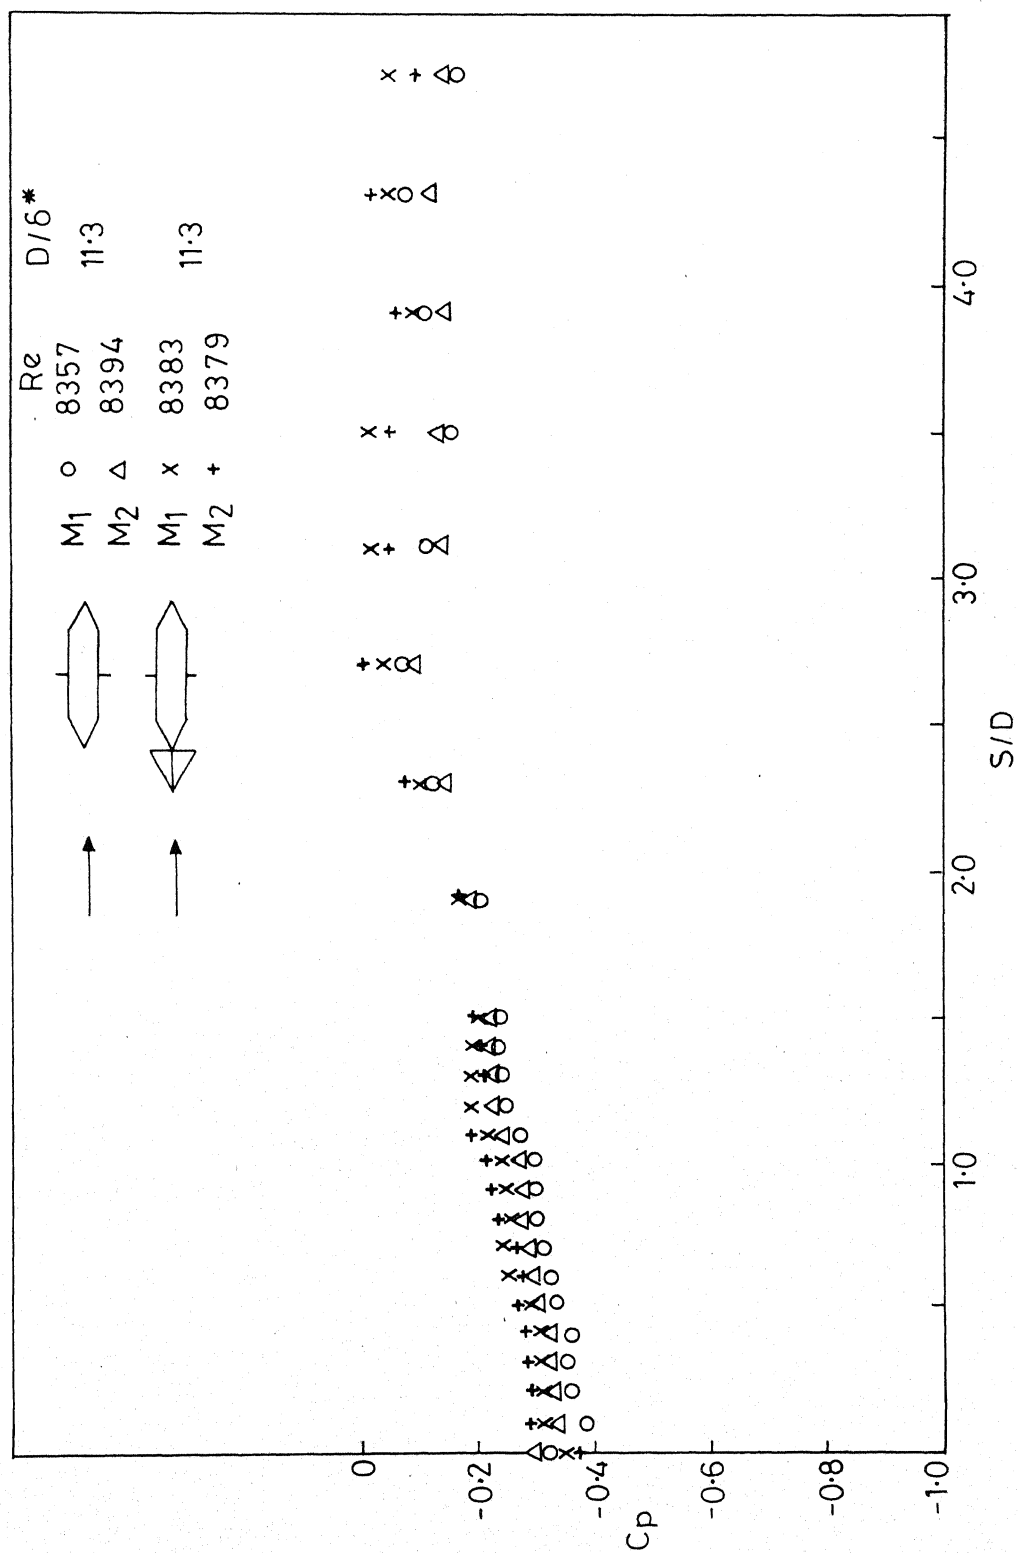 Re D/δ*
M1 o 8357 11·3
M2 △ 8394
M1 x 8383 11·3
M2 + 8379
0
-0·2
-0·4
-0·6
-0·8
-1·0
Cp
1·0 2·0 3·0 4·0
S/D